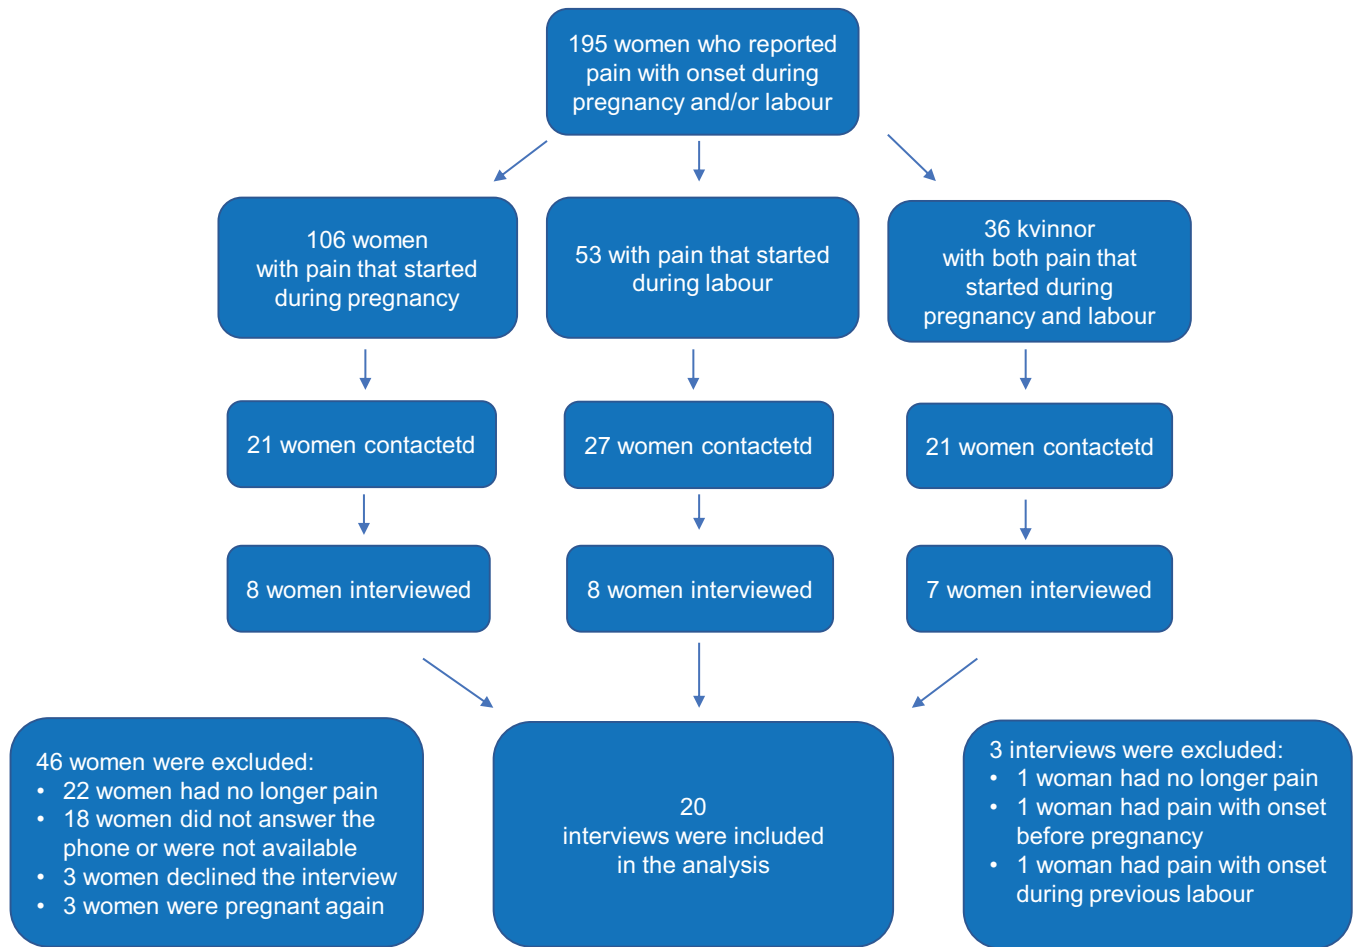 195 women who reported
pain with onset during
pregnancy and/or labour
106 women
with pain that started
during pregnancy
53 with pain that started
during labour
36 kvinnor
with both pain that
started during
pregnancy and labour
21 women contactetd
27 women contactetd
21 women contactetd
8 women interviewed
8 women interviewed
7 women interviewed
46 women were excluded:
• 22 women had no longer pain
• 18 women did not answer the
phone or were not available
• 3 women declined the interview
• 3 women were pregnant again
20
interviews were included
in the analysis
3 interviews were excluded:
• 1 woman had no longer pain
• 1 woman had pain with onset
before pregnancy
• 1 woman had pain with onset
during previous labour